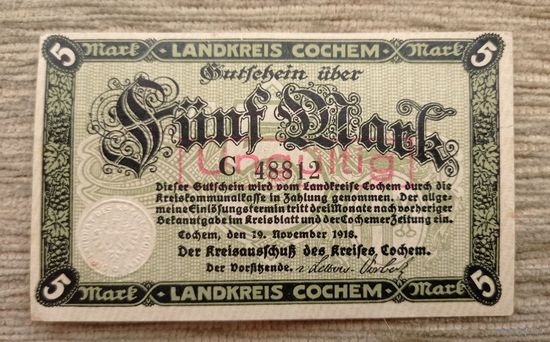 5 Mark · LANDKREIS COCHEM · Mark 5
Gutschein über
Fünf Mark
Ungültig
C 48812
Dieser Gutschein wird vom Landkreise Cochem durch die
Kreiskommunalkasse in Zahlung genommen. Der allge-
meine Einlösungstermin tritt drei Monate nach vorheriger
Bekanntgabe im Kreisblatt und der Cochemer Zeitung ein.
Cochem, den 19. November 1918.
Der Kreisausschuß des Kreises Cochem.
Der Vorsitzende.
5 Mark · LANDKREIS COCHEM · Mark 5